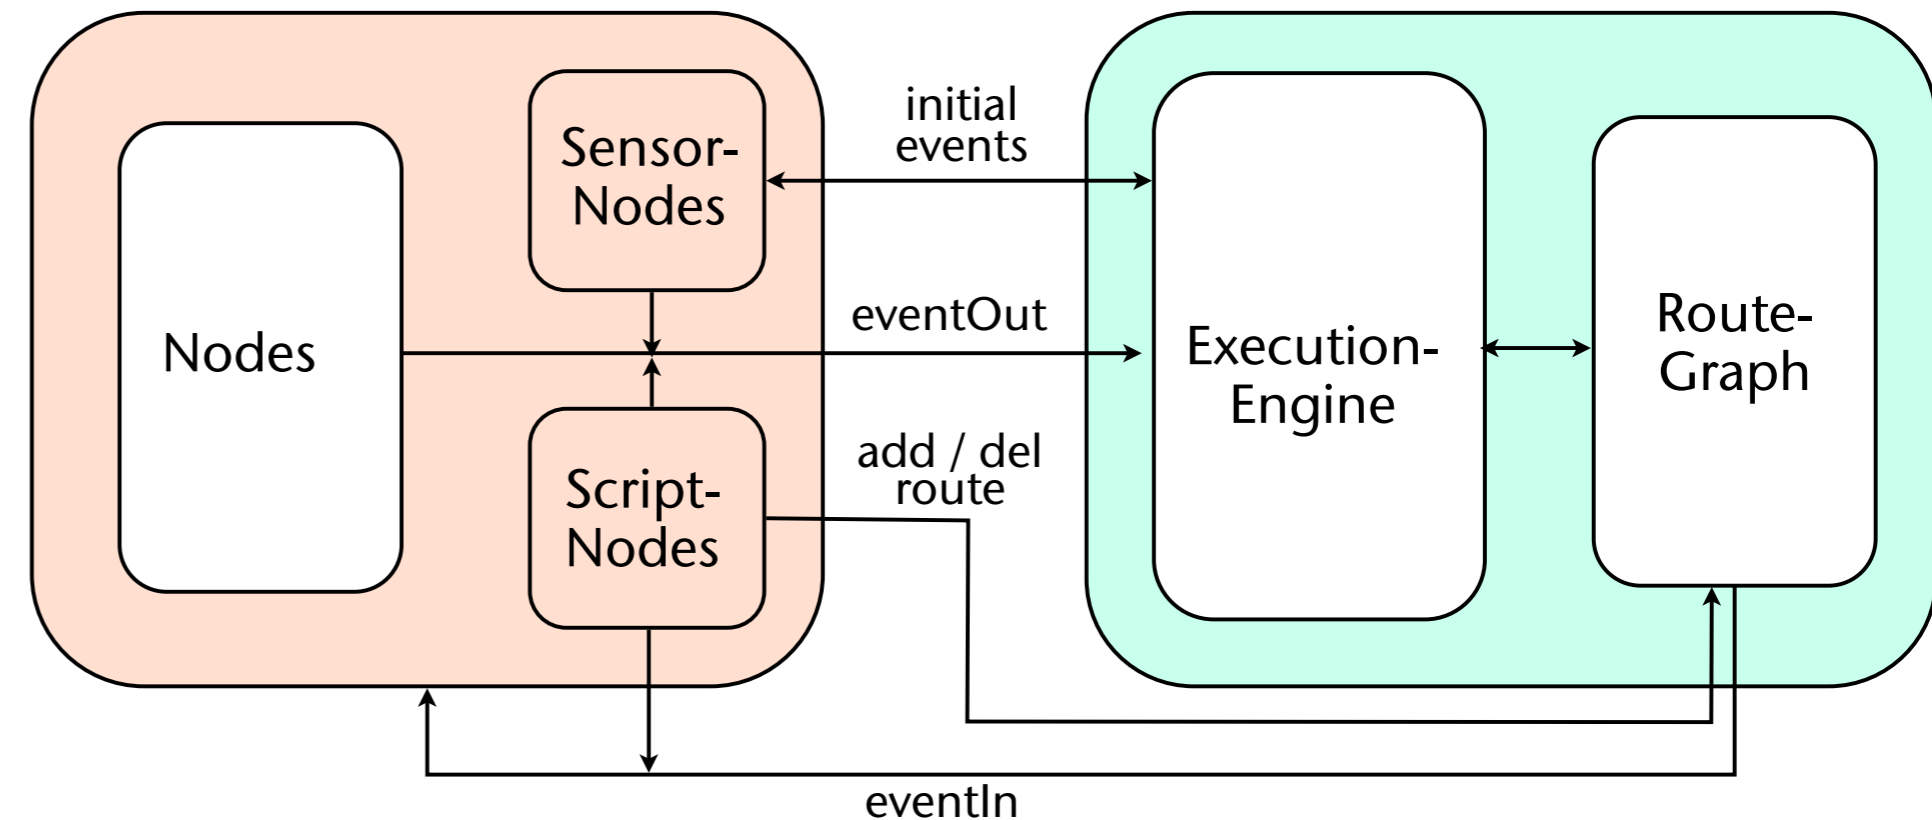 Nodes
Sensor-
Nodes
Script-
Nodes
initial
events
eventOut
add / del
route
eventIn
Execution-
Engine
Route-
Graph